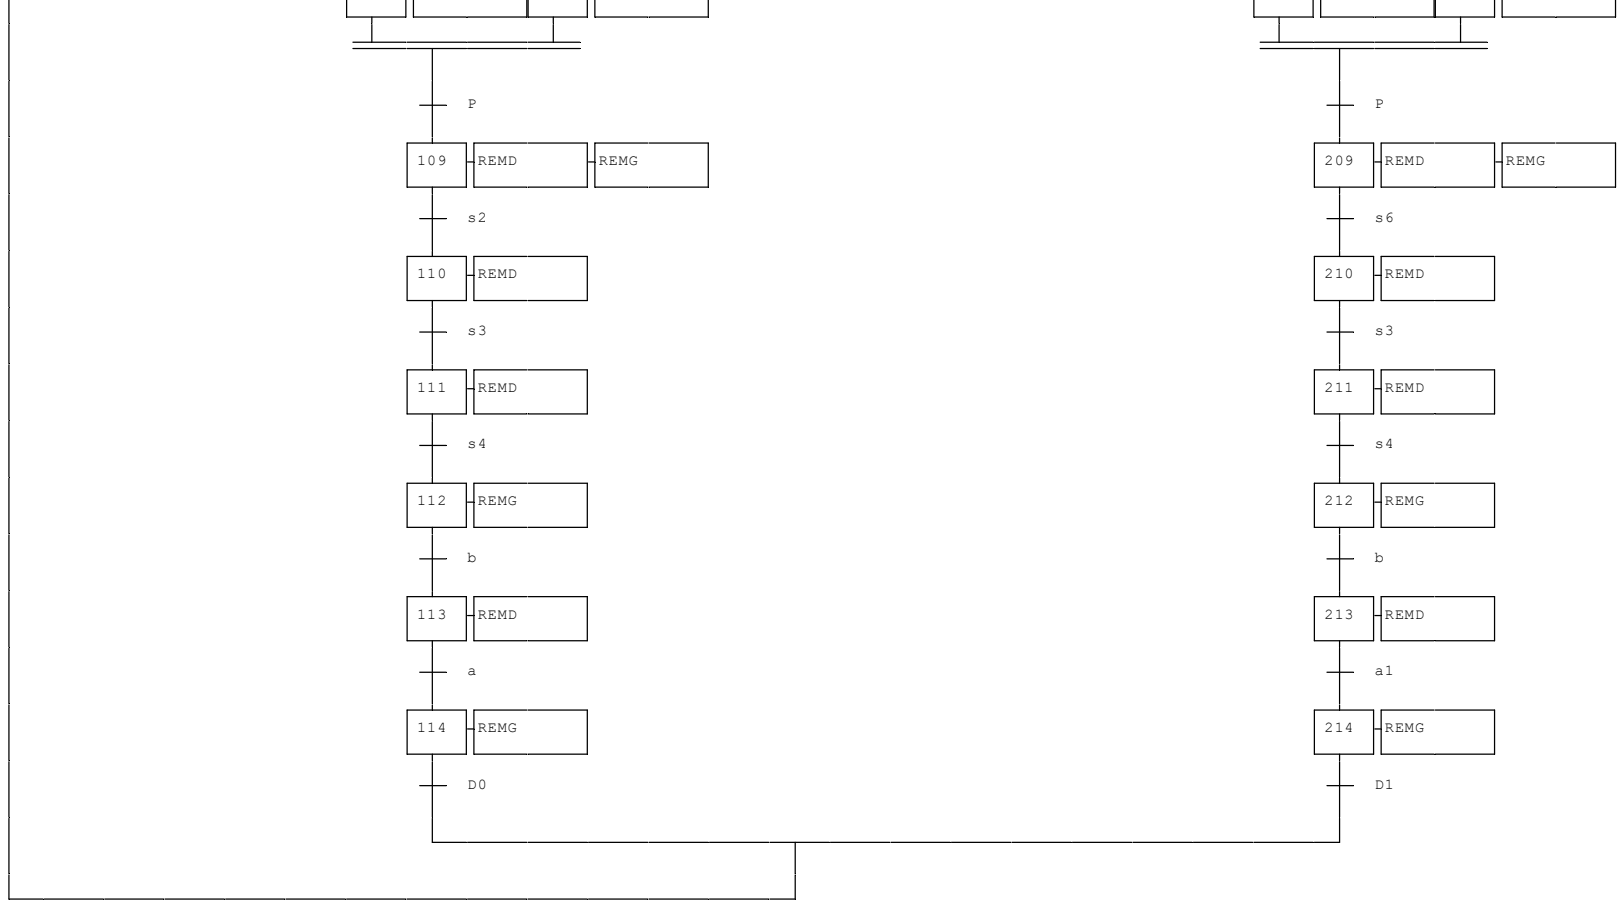 P P
109 REMD REMG 209 REMD REMG
s2 s6
110 REMD 210 REMD
s3 s3
111 REMD 211 REMD
s4 s4
112 REMG 212 REMG
b b
113 REMD 213 REMD
a a1
114 REMG 214 REMG
D0 D1